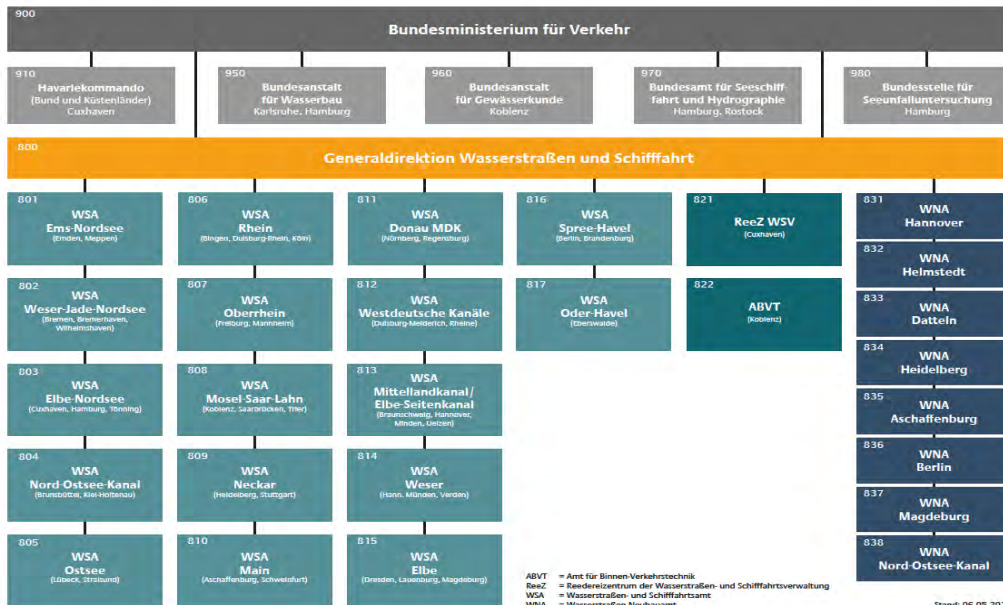 900
Bundesministerium für Verkehr
910
Havariekommando
(Bund und Küstenländer)
Cuxhaven
950
Bundesanstalt
für Wasserbau
Karlsruhe, Hamburg
960
Bundesanstalt
für Gewässerkunde
Koblenz
970
Bundesamt für Seeschiff-
fahrt und Hydrographie
Hamburg, Rostock
980
Bundesstelle für
Seeunfalluntersuchung
Hamburg
800
Generaldirektion Wasserstraßen und Schifffahrt
801
WSA
Ems-Nordsee
(Emden, Meppen)
802
WSA
Weser-Jade-Nordsee
(Bremen, Bremerhaven,
Wilhelmshaven)
803
WSA
Elbe-Nordsee
(Cuxhaven, Hamburg, Tönning)
804
WSA
Nord-Ostsee-Kanal
(Brunsbüttel, Kiel-Holtenau)
805
WSA
Ostsee
(Lübeck, Stralsund)
806
WSA
Rhein
(Bingen, Duisburg-Rhein, Köln)
807
WSA
Oberrhein
(Freiburg, Mannheim)
808
WSA
Mosel-Saar-Lahn
(Koblenz, Saarbrücken, Trier)
809
WSA
Neckar
(Heidelberg, Stuttgart)
810
WSA
Main
(Aschaffenburg, Schweinfurt)
811
WSA
Donau MDK
(Nürnberg, Regensburg)
812
WSA
Westdeutsche Kanäle
(Duisburg-Meiderich, Rheine)
813
WSA
Mittellandkanal/
Elbe-Seitenkanal
(Braunschweig, Hannover,
Minden, Uelzen)
814
WSA
Weser
(Hann. Münden, Verden)
815
WSA
Elbe
(Dresden, Lauenburg, Magdeburg)
816
WSA
Spree-Havel
(Berlin, Brandenburg)
817
WSA
Oder-Havel
(Eberswalde)
821
ReeZ WSV
(Cuxhaven)
822
ABVT
(Koblenz)
831
WNA
Hannover
832
WNA
Helmstedt
833
WNA
Datteln
834
WNA
Heidelberg
835
WNA
Aschaffenburg
836
WNA
Berlin
837
WNA
Magdeburg
838
WNA
Nord-Ostsee-Kanal
ABVT = Amt für Binnen-Verkehrstechnik
ReeZ = Reedereizentrum der Wasserstraßen- und Schifffahrtsverwaltung
WSA = Wasserstraßen- und Schifffahrtsamt
WNA = Wasserstraßen-Neubauamt
Stand: